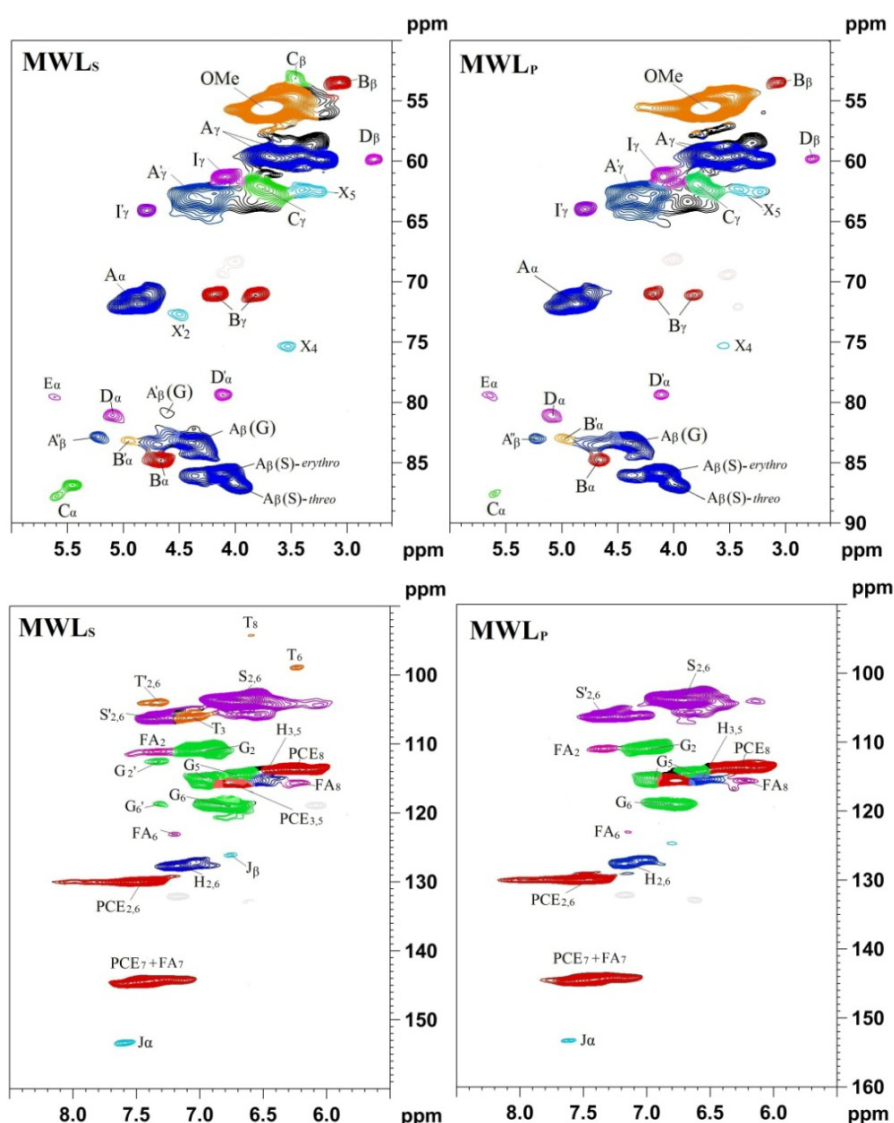 ppm ppm
MWLS Cβ
OMe Bβ
Aγ Dβ
Iγ
A'γ X5
I'γ Cγ
Aα
Bγ
X'2
X4
Eα D'α
Dα A'β(G)
A''β Aβ(G)
B'α
Bα Aβ(S)-erythro
Cα Aβ(S)-threo
5.5 5.0 4.5 4.0 3.5 3.0 ppm
MWLP
OMe Bβ
Aγ Dβ
Iγ
A'γ X5
I'γ Cγ
Aα
Bγ
X4
Eα D'α
Dα
B'α
A''β Aβ(G)
Bα Aβ(S)-erythro
Aβ(S)-threo
Cα
55
60
65
70
75
80
85
90
5.5 5.0 4.5 4.0 3.5 3.0 ppm
ppm ppm
MWLS T8
T6
T'2,6 S2,6
S'2,6 T3
H3,5
FA2 G2 PCE8
G2' G5
FA8
G6' G6
PCE3,5
FA6
Jβ
H2,6
PCE2,6
PCE7+FA7
Jα
100
110
120
130
140
150
8.0 7.5 7.0 6.5 6.0 ppm
MWLP
S2,6
S'2,6
H3,5
FA2 G2 PCE8
G5
FA8
G6
FA6
H2,6
PCE2,6
PCE7+FA7
Jα
100
110
120
130
140
150
160
8.0 7.5 7.0 6.5 6.0 ppm